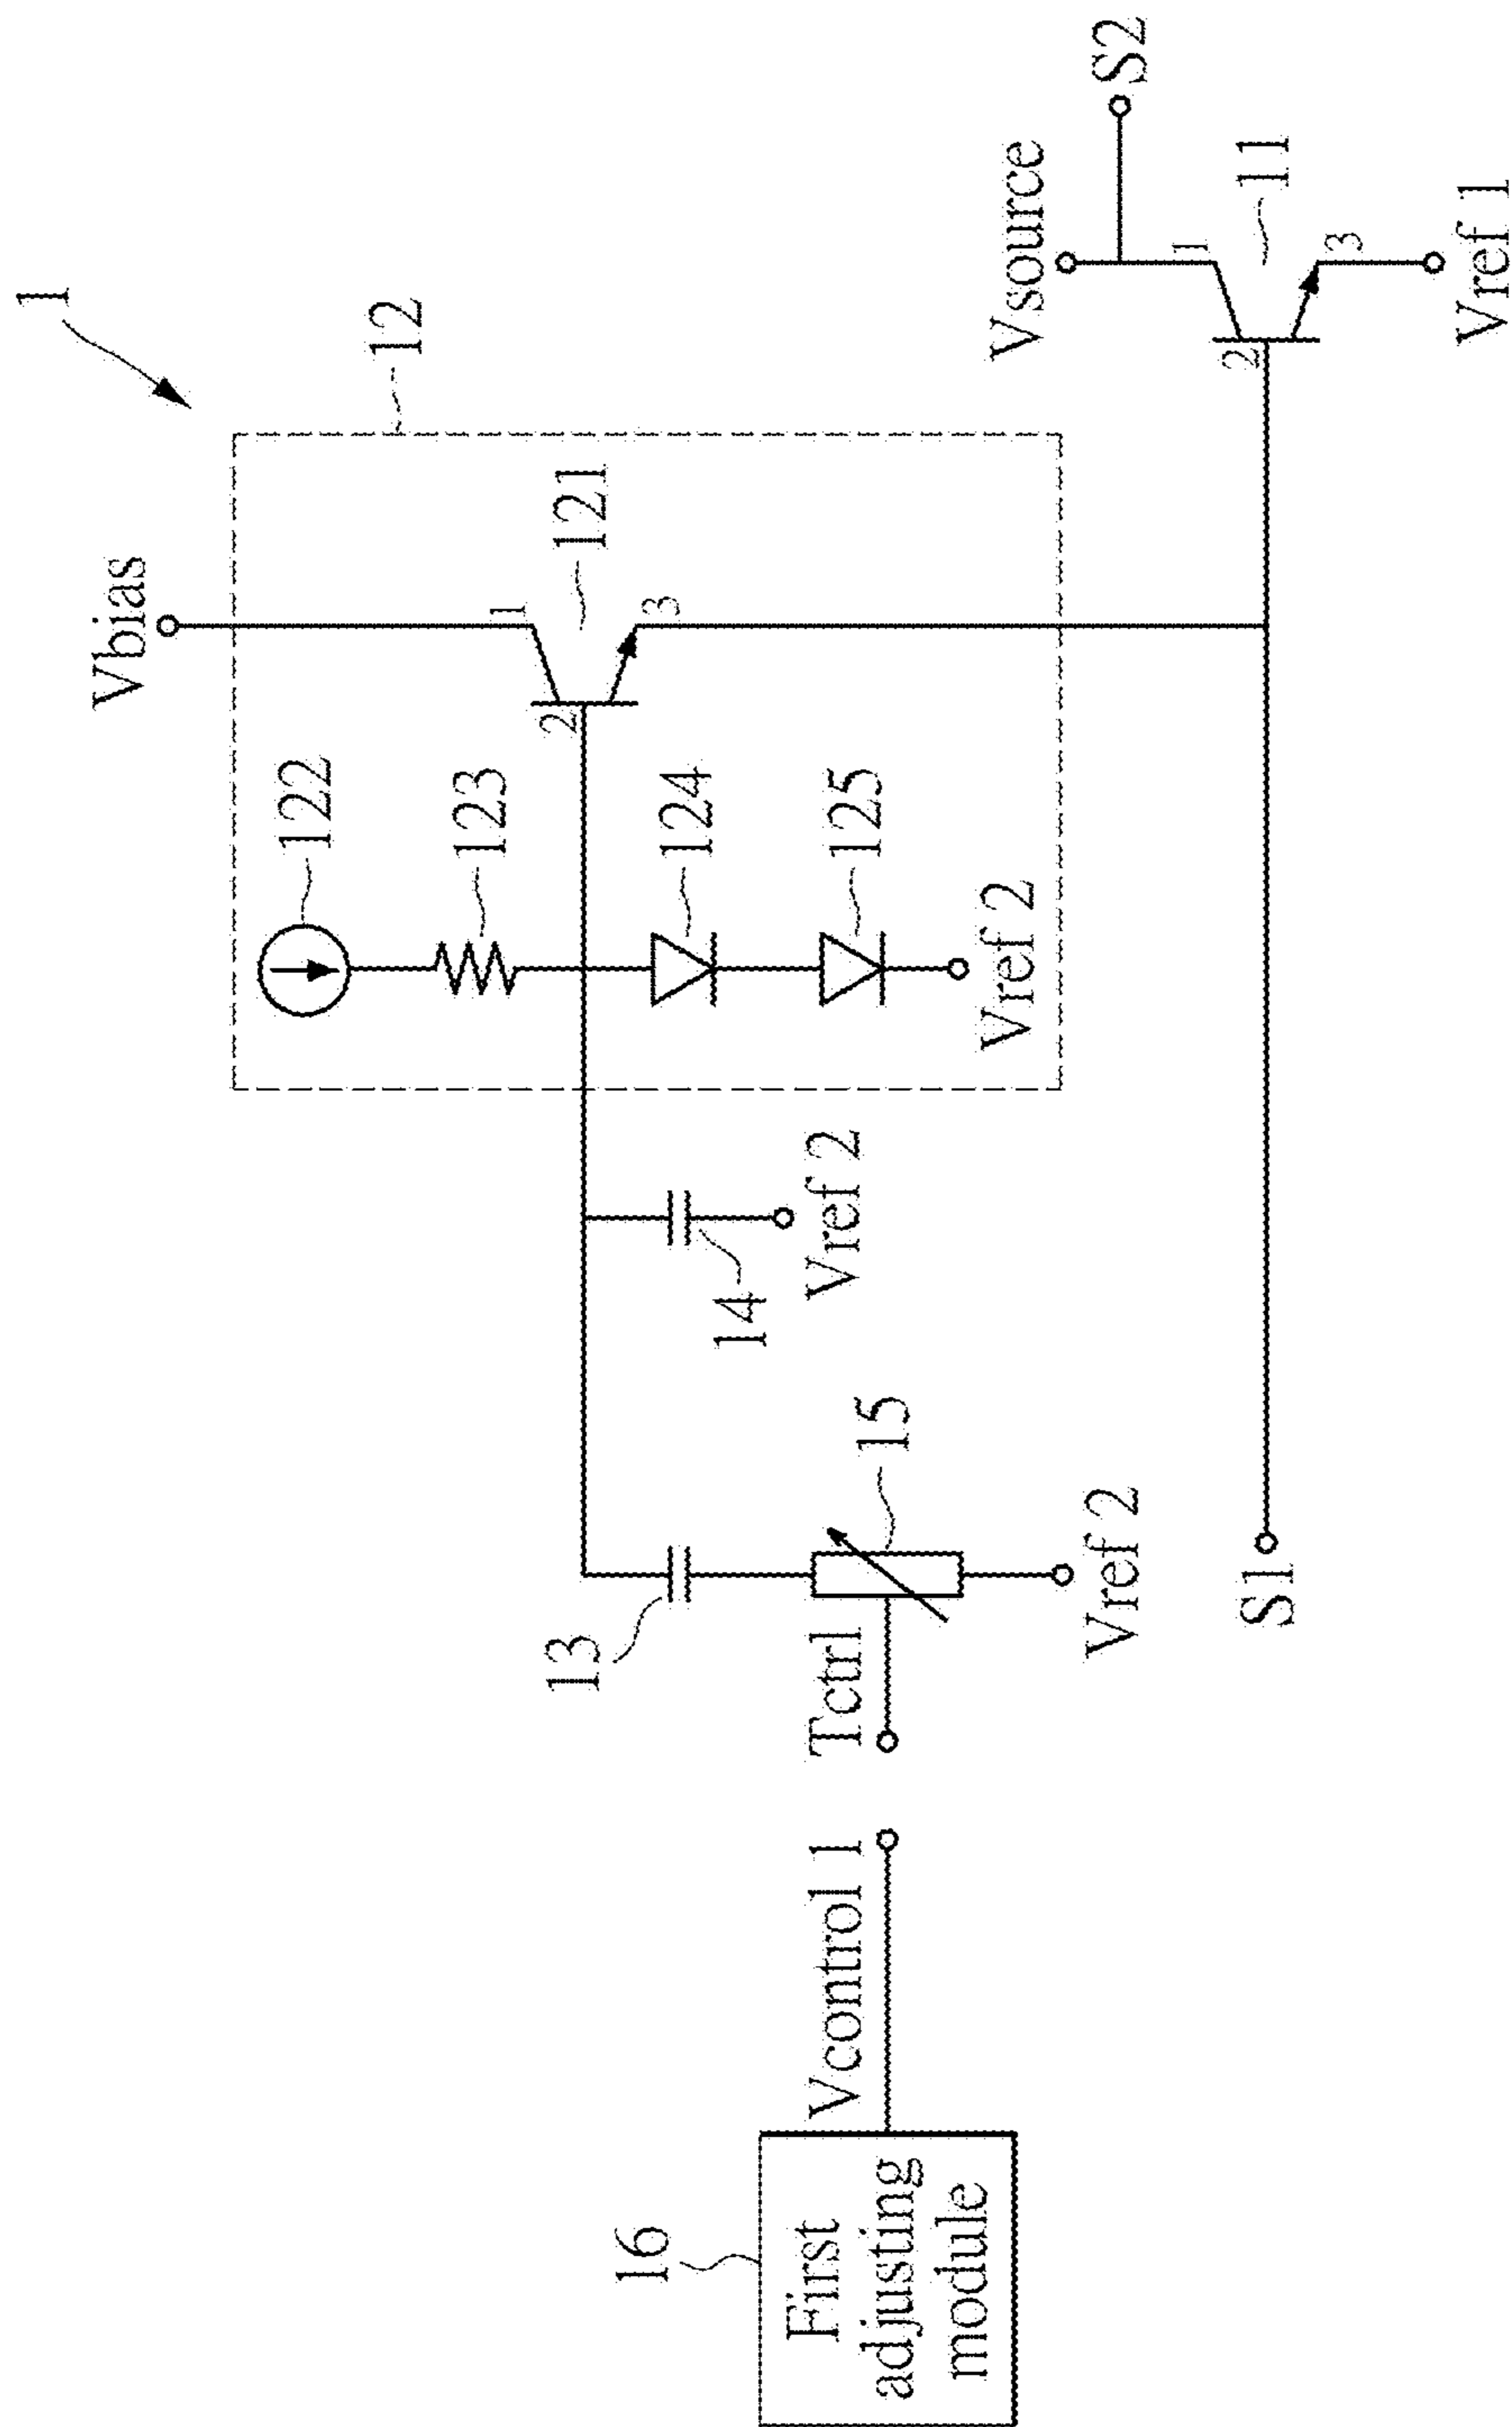 1
Vbias
12
122
121
1
2
3
123
124
125
Vref 2
Vsource
S2
1
2
3
11
Vref 1
14
Vref 2
13
15
Tctrl
Vref 2
S1
Vcontrol 1
16
First
adjusting
module